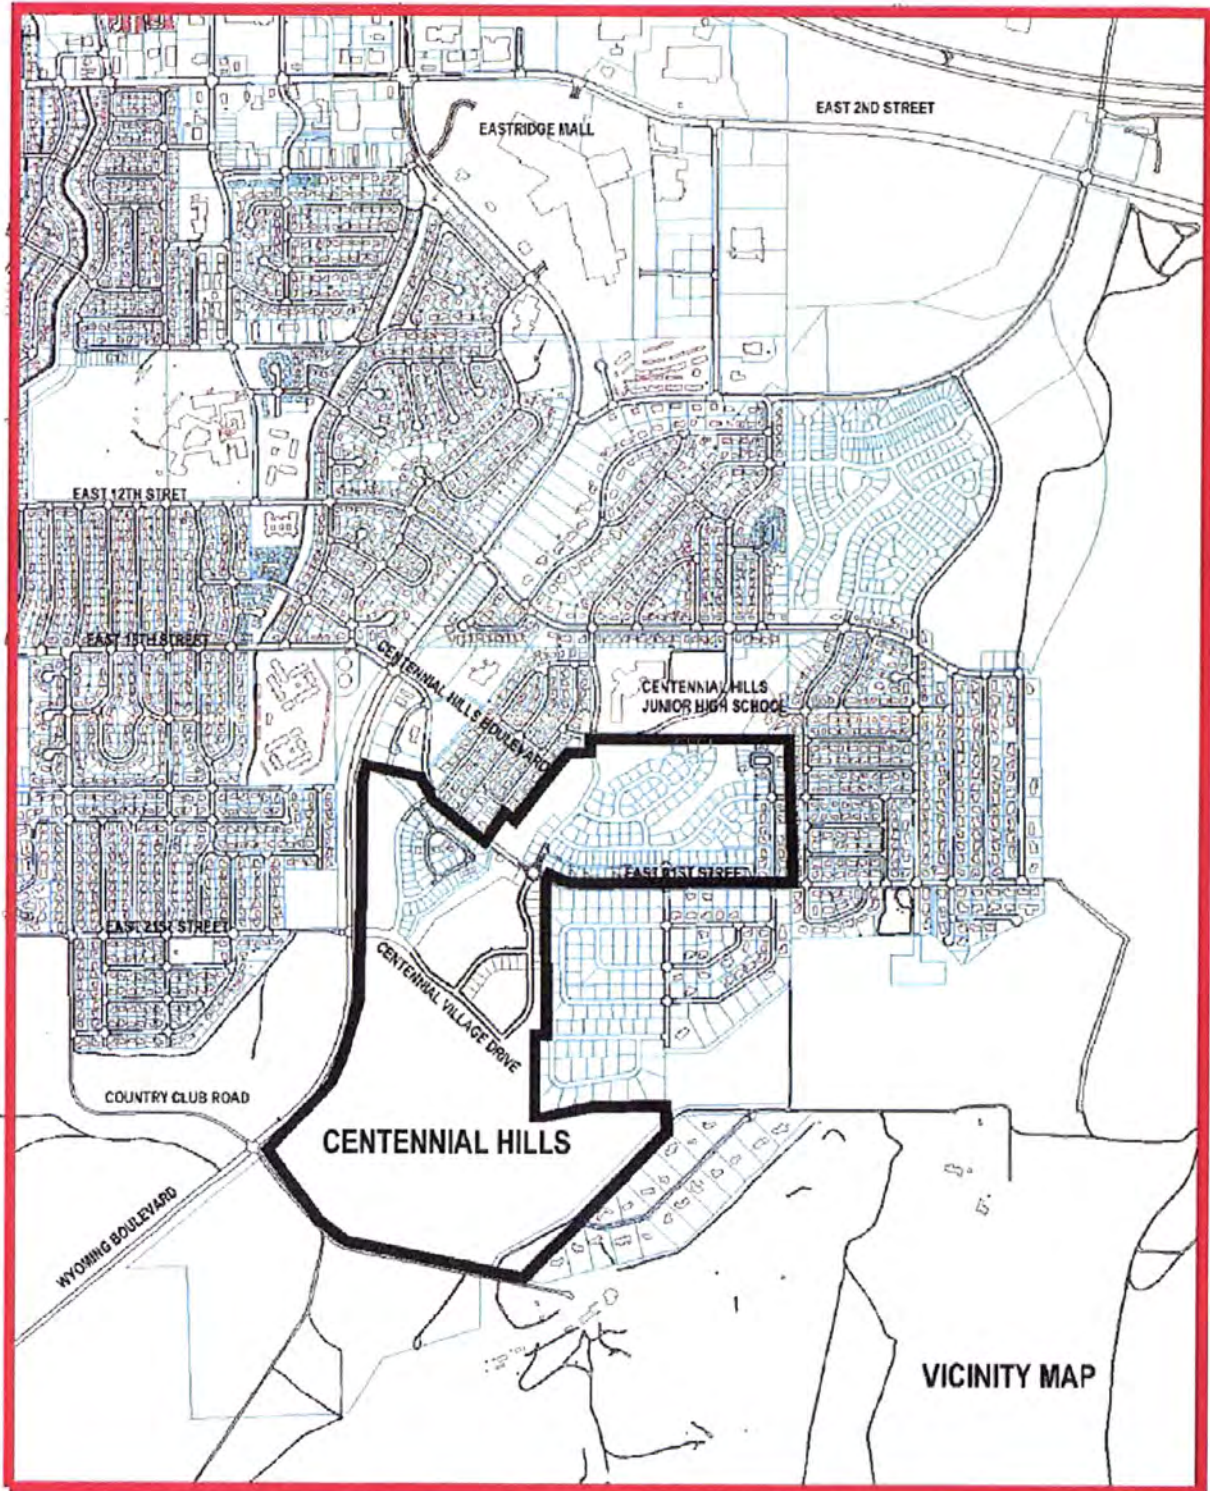 EAST 2ND STREET
EASTRIDGE MALL
EAST 12TH STRET
EAST 15TH STREET
CENTENNIAL HILLS BOULEVARD
CENTENNIAL HILLS
JUNIOR HIGH SCHOOL
EAST 21ST STREET
EAST 21ST STREET
CENTENNIAL VILLAGE DRIVE
COUNTRY CLUB ROAD
CENTENNIAL HILLS
WYOMING BOULEVARD
VICINITY MAP